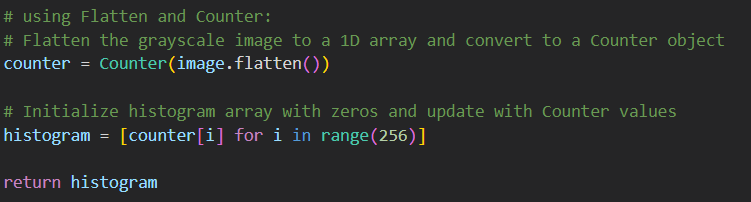 # using Flatten and Counter:
# Flatten the grayscale image to a 1D array and convert to a Counter object
counter = Counter(image.flatten())
# Initialize histogram array with zeros and update with Counter values
histogram = [counter[i] for i in range(256)]
return histogram